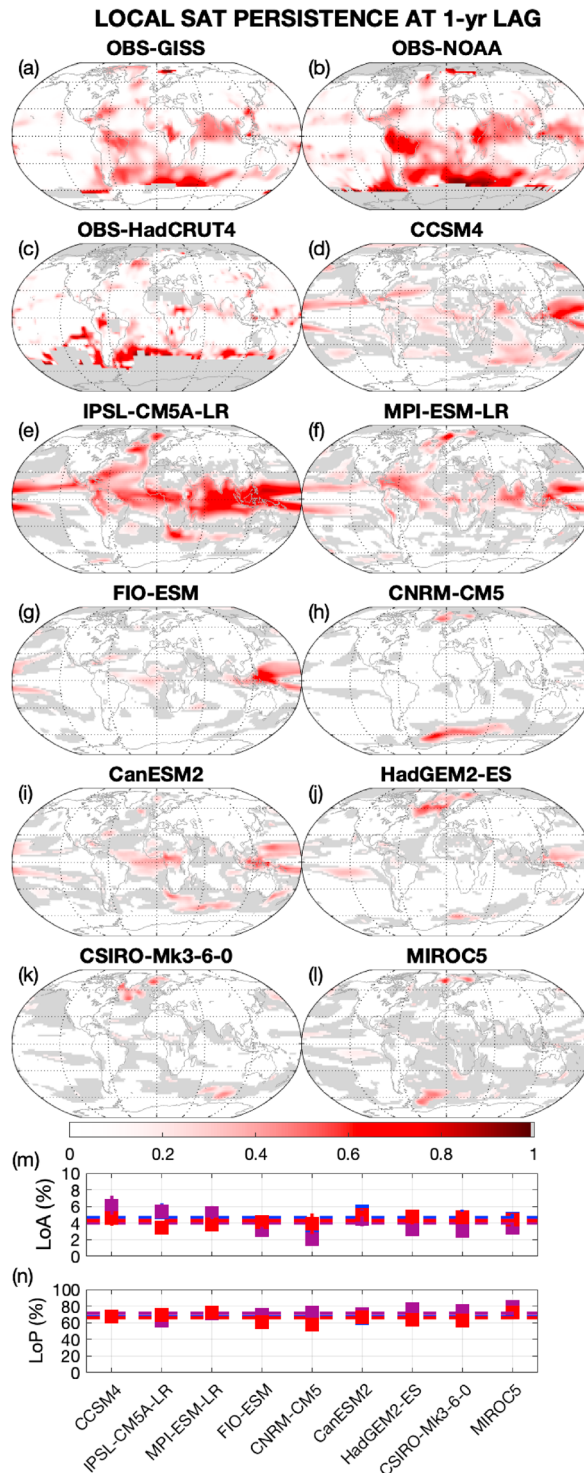 LOCAL SAT PERSISTENCE AT 1-yr LAG
OBS-GISS
OBS-NOAA
(a)
(b)
OBS-HadCRUT4
CCSM4
(c)
(d)
IPSL-CM5A-LR
MPI-ESM-LR
(e)
(f)
FIO-ESM
CNRM-CM5
(g)
(h)
CanESM2
HadGEM2-ES
(i)
(j)
CSIRO-Mk3-6-0
MIROC5
(k)
(l)
0 0.2 0.4 0.6 0.8 1
(m)
LoA (%)
10
8
6
4
2
0
(n)
LoP (%)
100
80
60
40
20
0
CCSM4
IPSL-CM5A-LR
MPI-ESM-LR
FIO-ESM
CNRM-CM5
CanESM2
HadGEM2-ES
CSIRO-Mk3-6-0
MIROC5